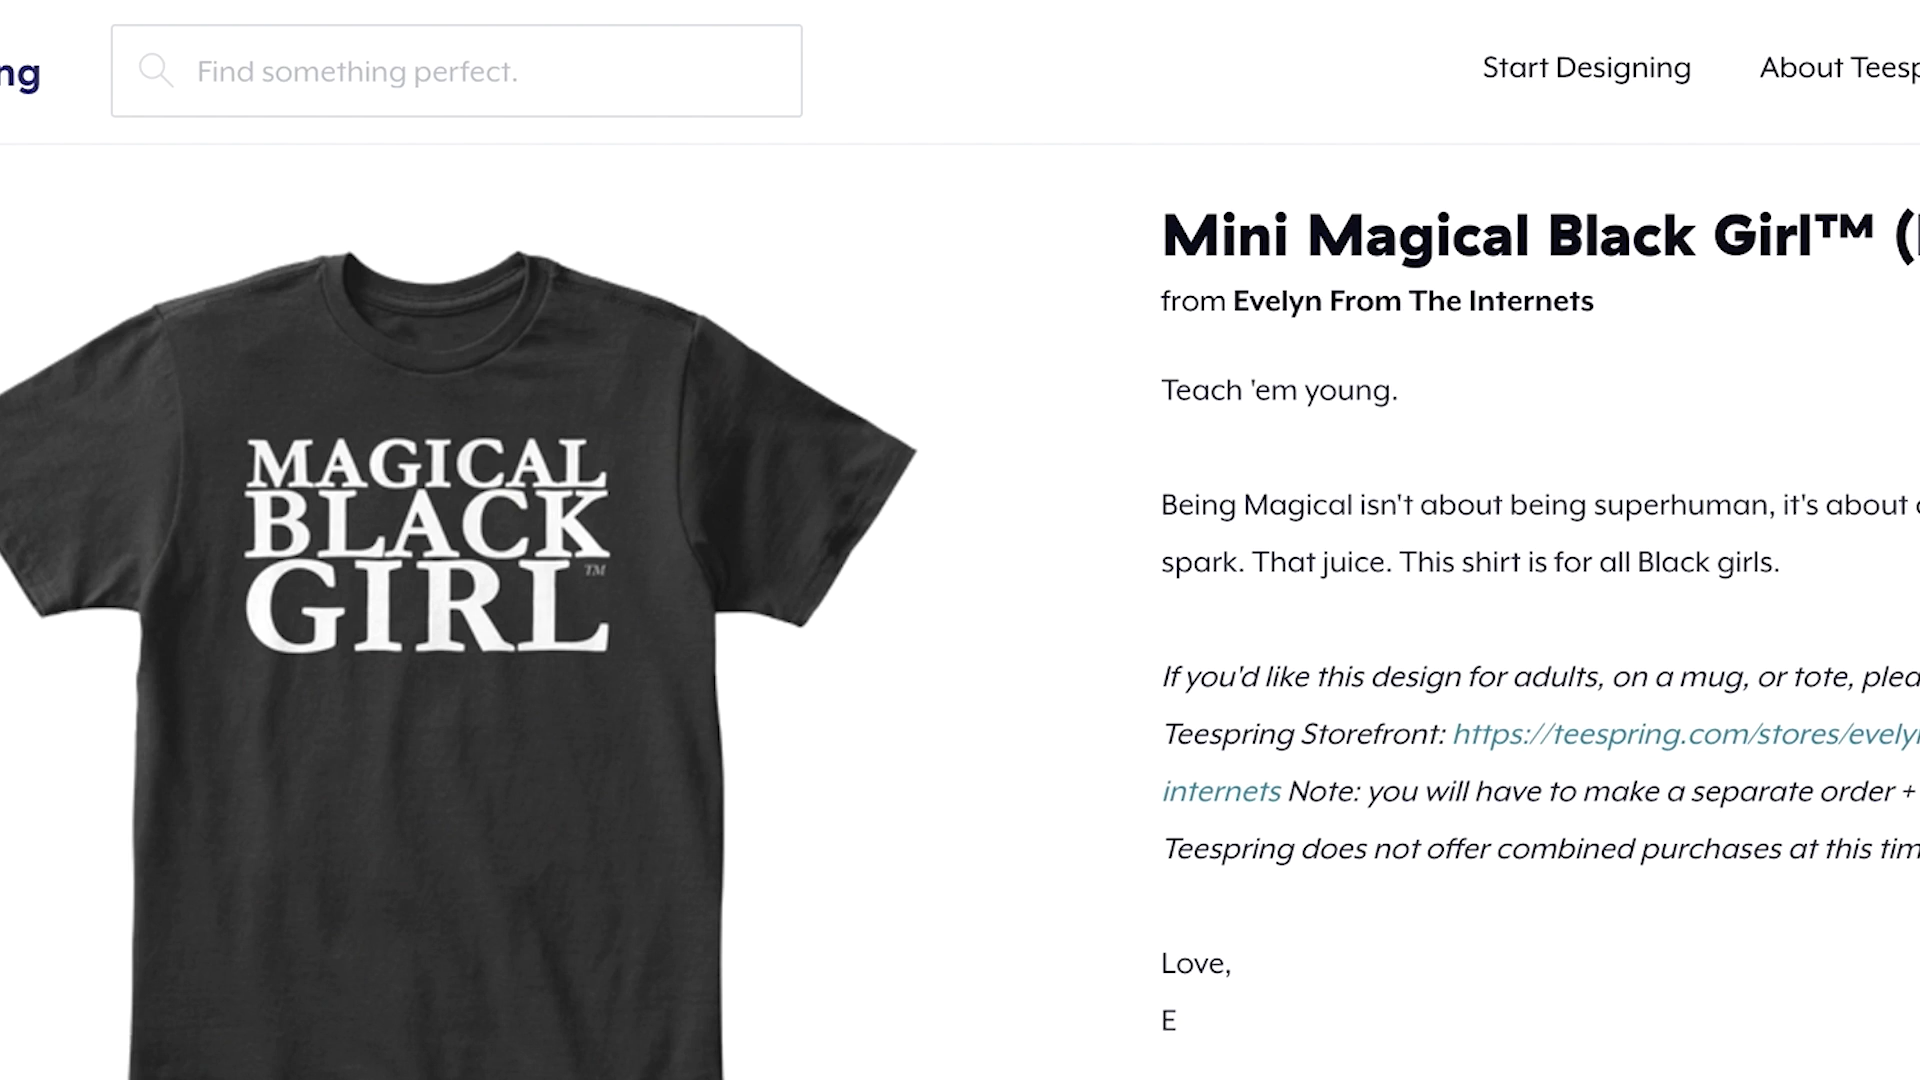 ng
Find something perfect.
Start Designing
About Teesp
MAGICAL
BLACK
GIRL™
Mini Magical Black Girl™ (
from Evelyn From The Internets
Teach 'em young.
Being Magical isn't about being superhuman, it's about
spark. That juice. This shirt is for all Black girls.
If you'd like this design for adults, on a mug, or tote, plea
Teespring Storefront: https://teespring.com/stores/evelyn
internets Note: you will have to make a separate order +
Teespring does not offer combined purchases at this tim
Love,
E